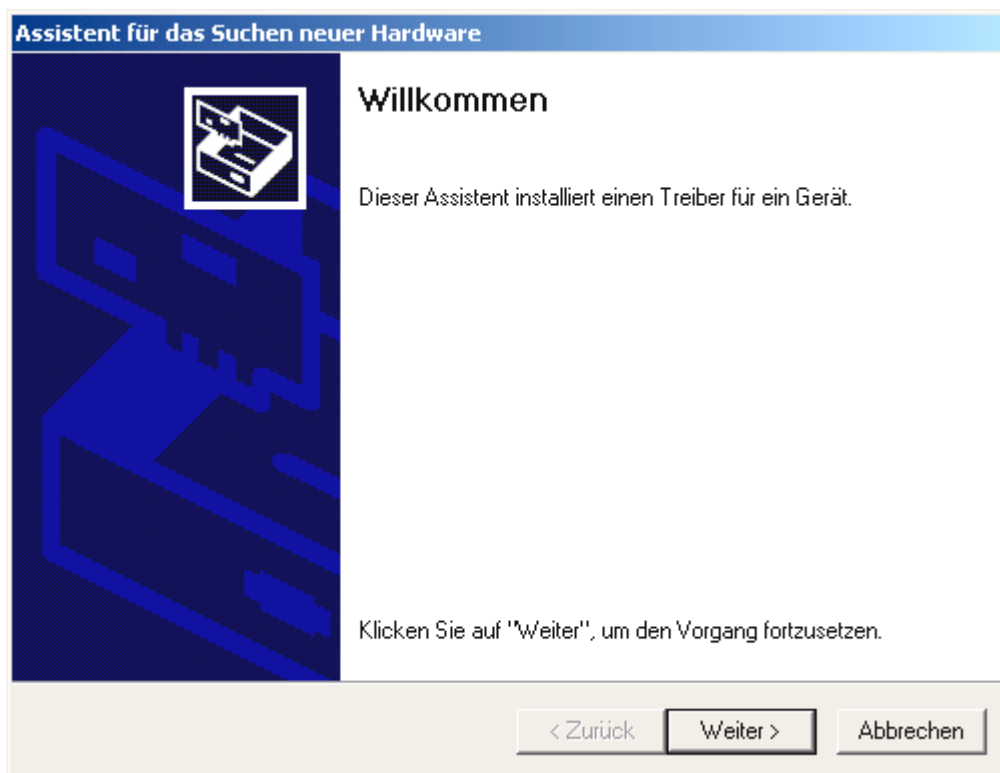 Assistent für das Suchen neuer Hardware
Willkommen
Dieser Assistent installiert einen Treiber für ein Gerät.
Klicken Sie auf "Weiter", um den Vorgang fortzusetzen.
< Zurück
Weiter >
Abbrechen